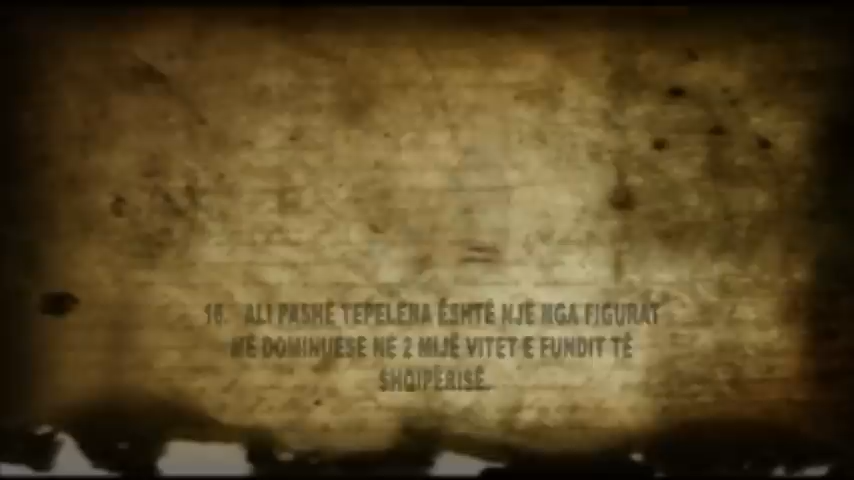 16. ALI PASHË TEPELENA ËSHTË NJË NGA FIGURAT
MË DOMINUESE NË 2 MIJË VITET E FUNDIT TË
SHQIPËRISË.